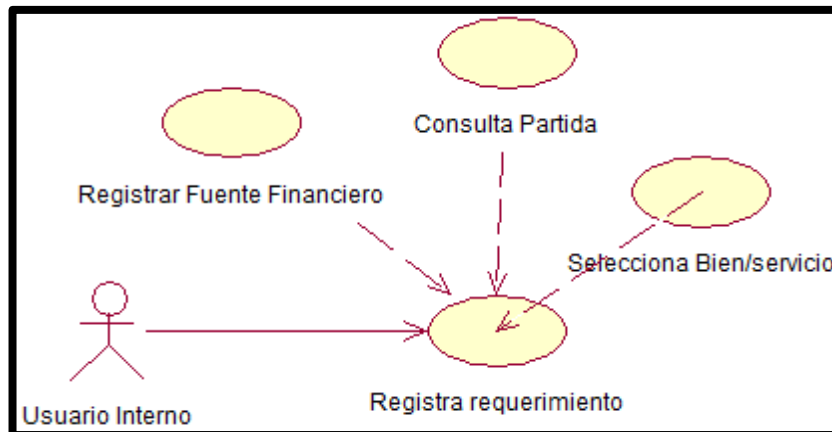 Consulta Partida
Registrar Fuente Financiero
Selecciona Bien/servicio
Registra requerimiento
Usuario Interno